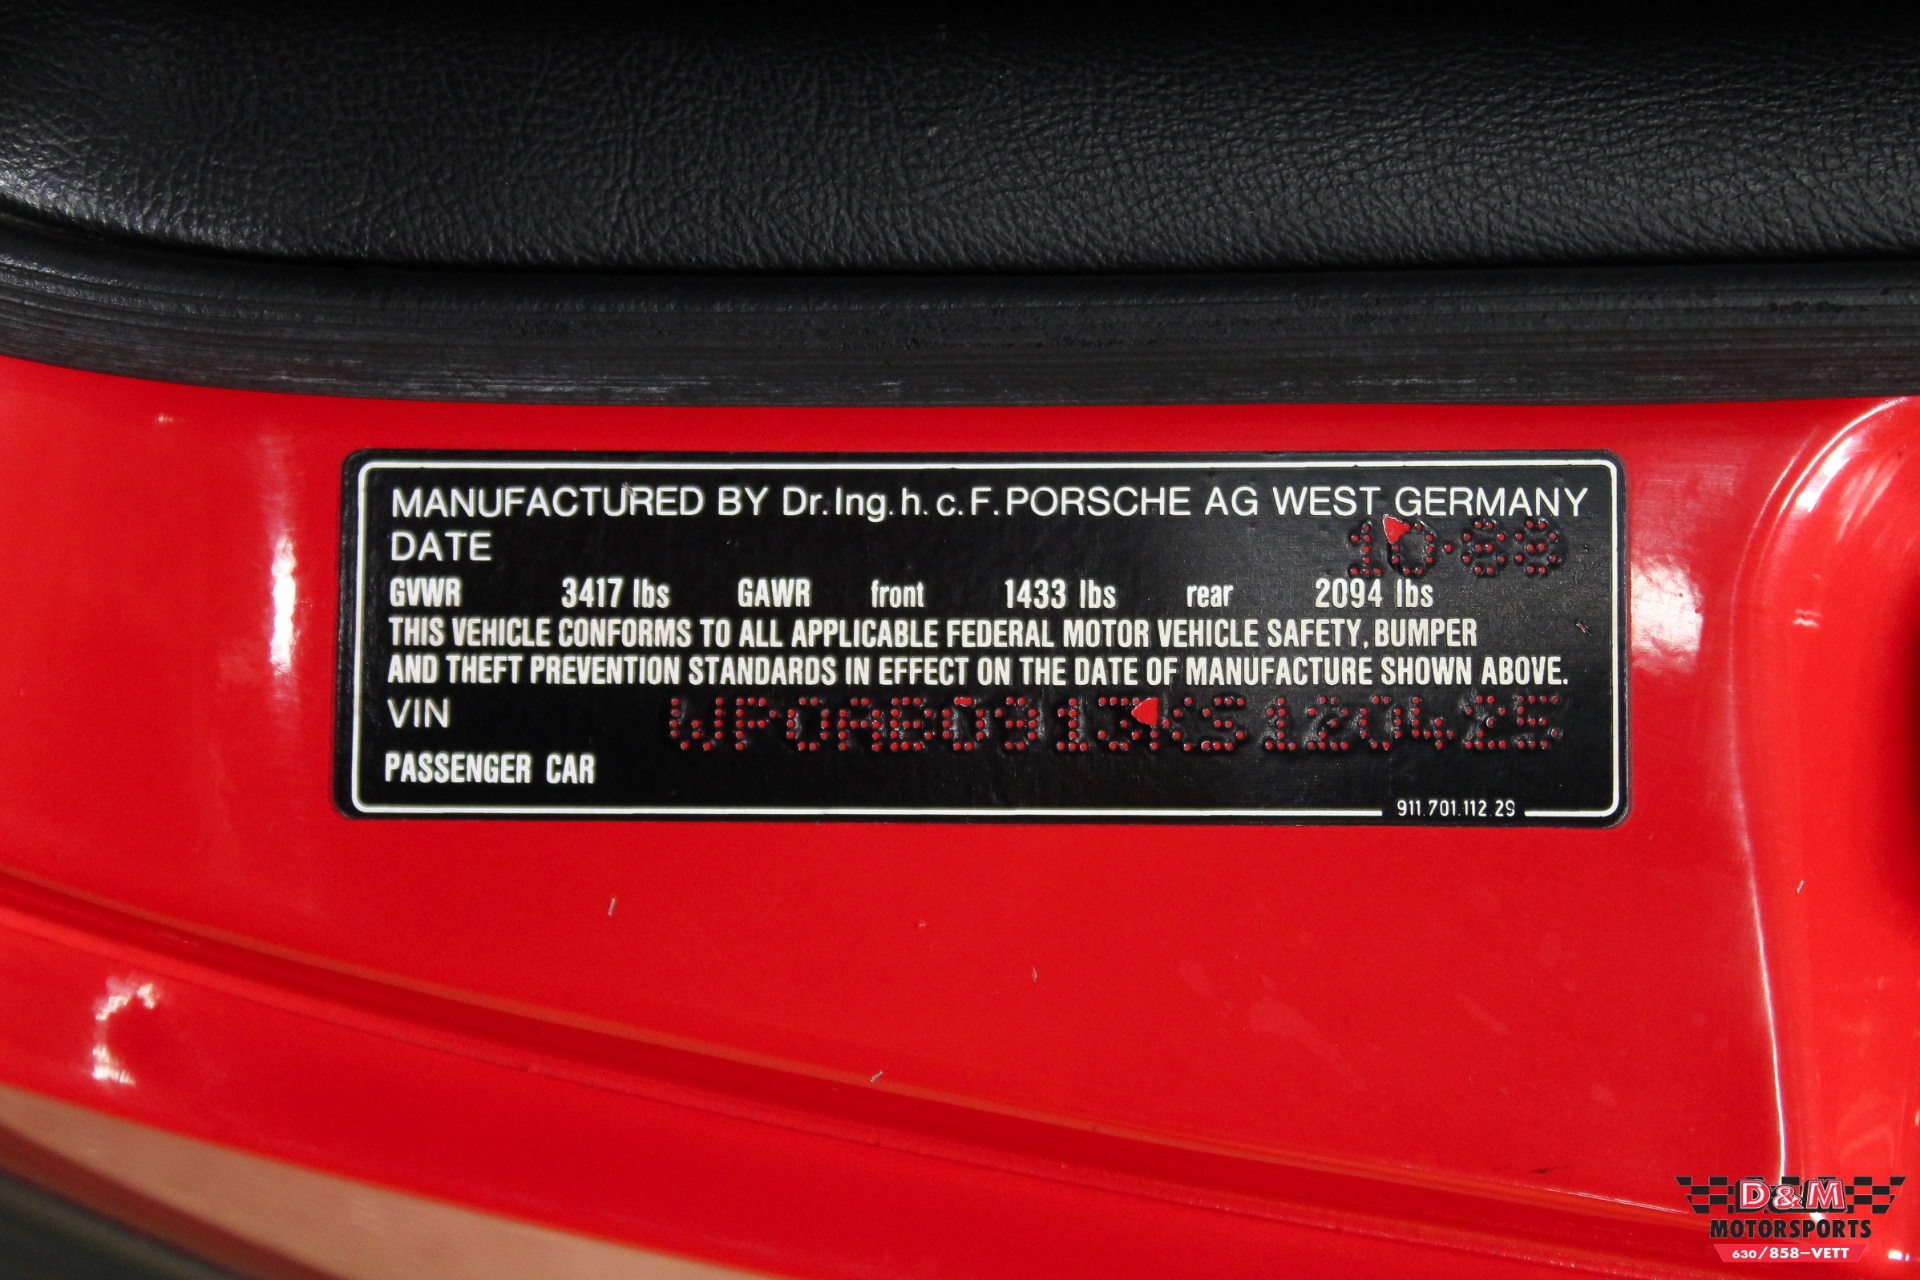 MANUFACTURED BY Dr.Ing.h.c.F.PORSCHE AG WEST GERMANY
DATE 10-88
GVWR 3417 lbs GAWR front 1433 lbs rear 2094 lbs
THIS VEHICLE CONFORMS TO ALL APPLICABLE FEDERAL MOTOR VEHICLE SAFETY, BUMPER
AND THEFT PREVENTION STANDARDS IN EFFECT ON THE DATE OF MANUFACTURE SHOWN ABOVE.
VIN WP0AB0913KS120425
PASSENGER CAR
911.701.112.29
D&M
MOTORSPORTS
630/858-VETT